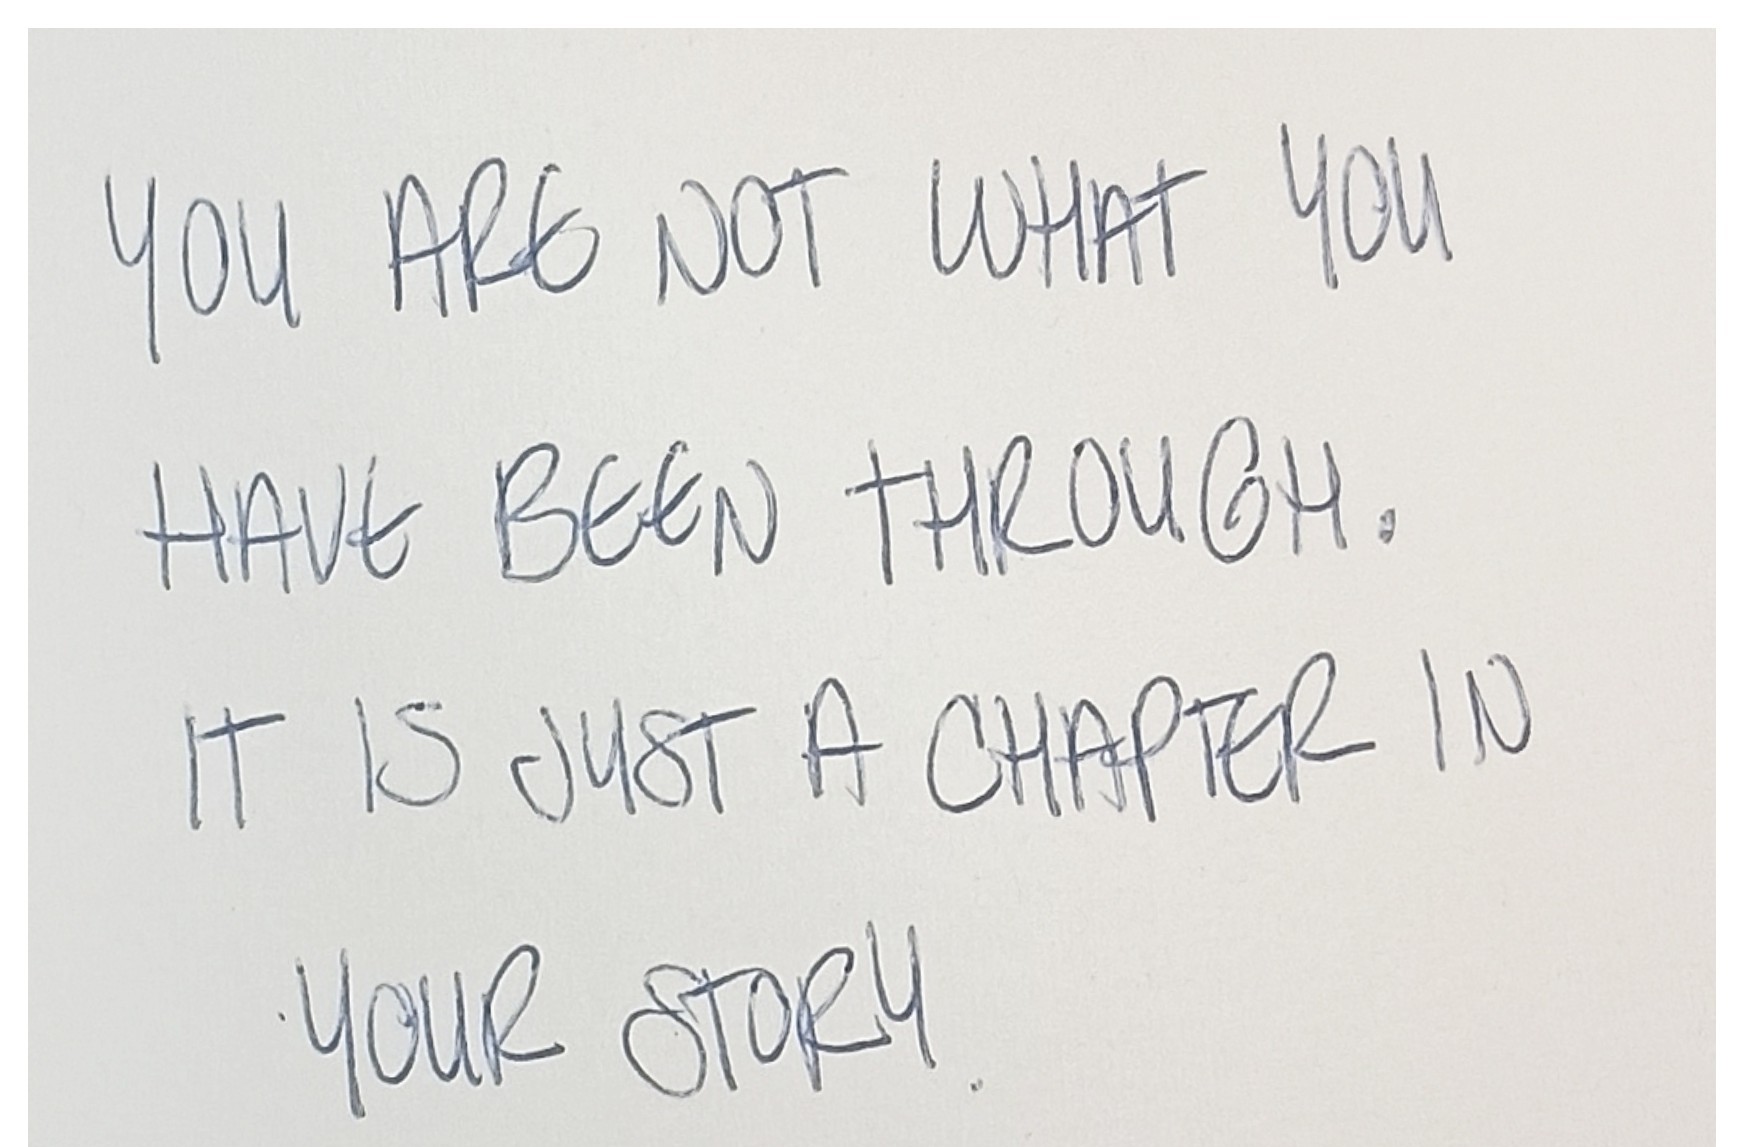 YOU ARE NOT WHAT YOU
HAVE BEEN THROUGH.
IT IS JUST A CHAPTER IN
YOUR STORY.